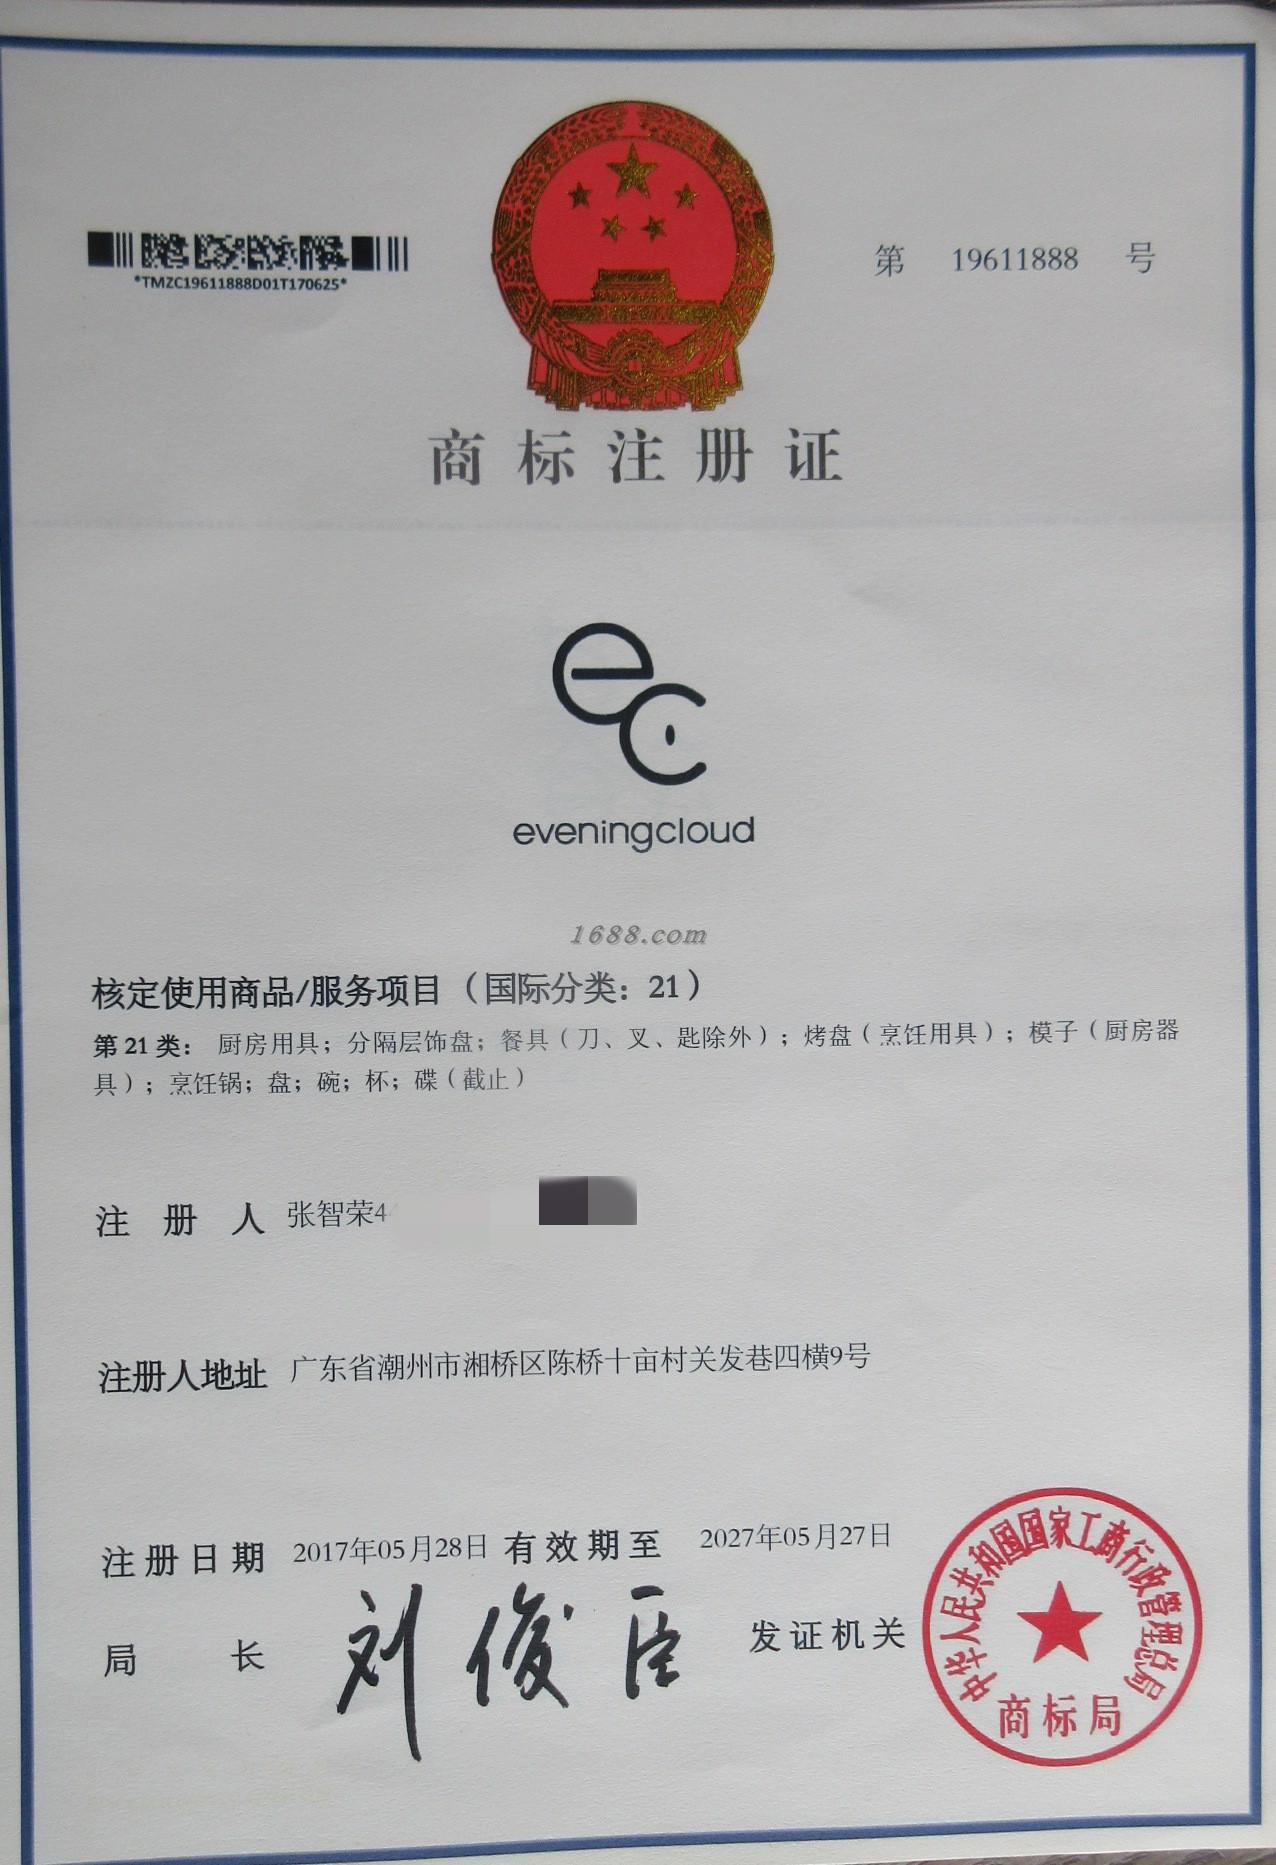 *TMZC19611888D01T170625*
第 19611888 号
商标注册证
ec
eveningcloud
1688.com
核定使用商品/服务项目（国际分类：21）
第 21 类： 厨房用具；分隔层饰盘；餐具（刀、叉、匙除外）；烤盘（烹饪用具）；模子（厨房器
具）；烹饪锅；盘；碗；杯；碟（截止）
注册人 张智荣4
注册人地址 广东省潮州市湘桥区陈桥十亩村关发巷四横9号
注册日期 2017年05月28日 有效期至 2027年05月27日
局长 刘俊臣 发证机关
中华人民共和国国家工商行政管理总局
商标局